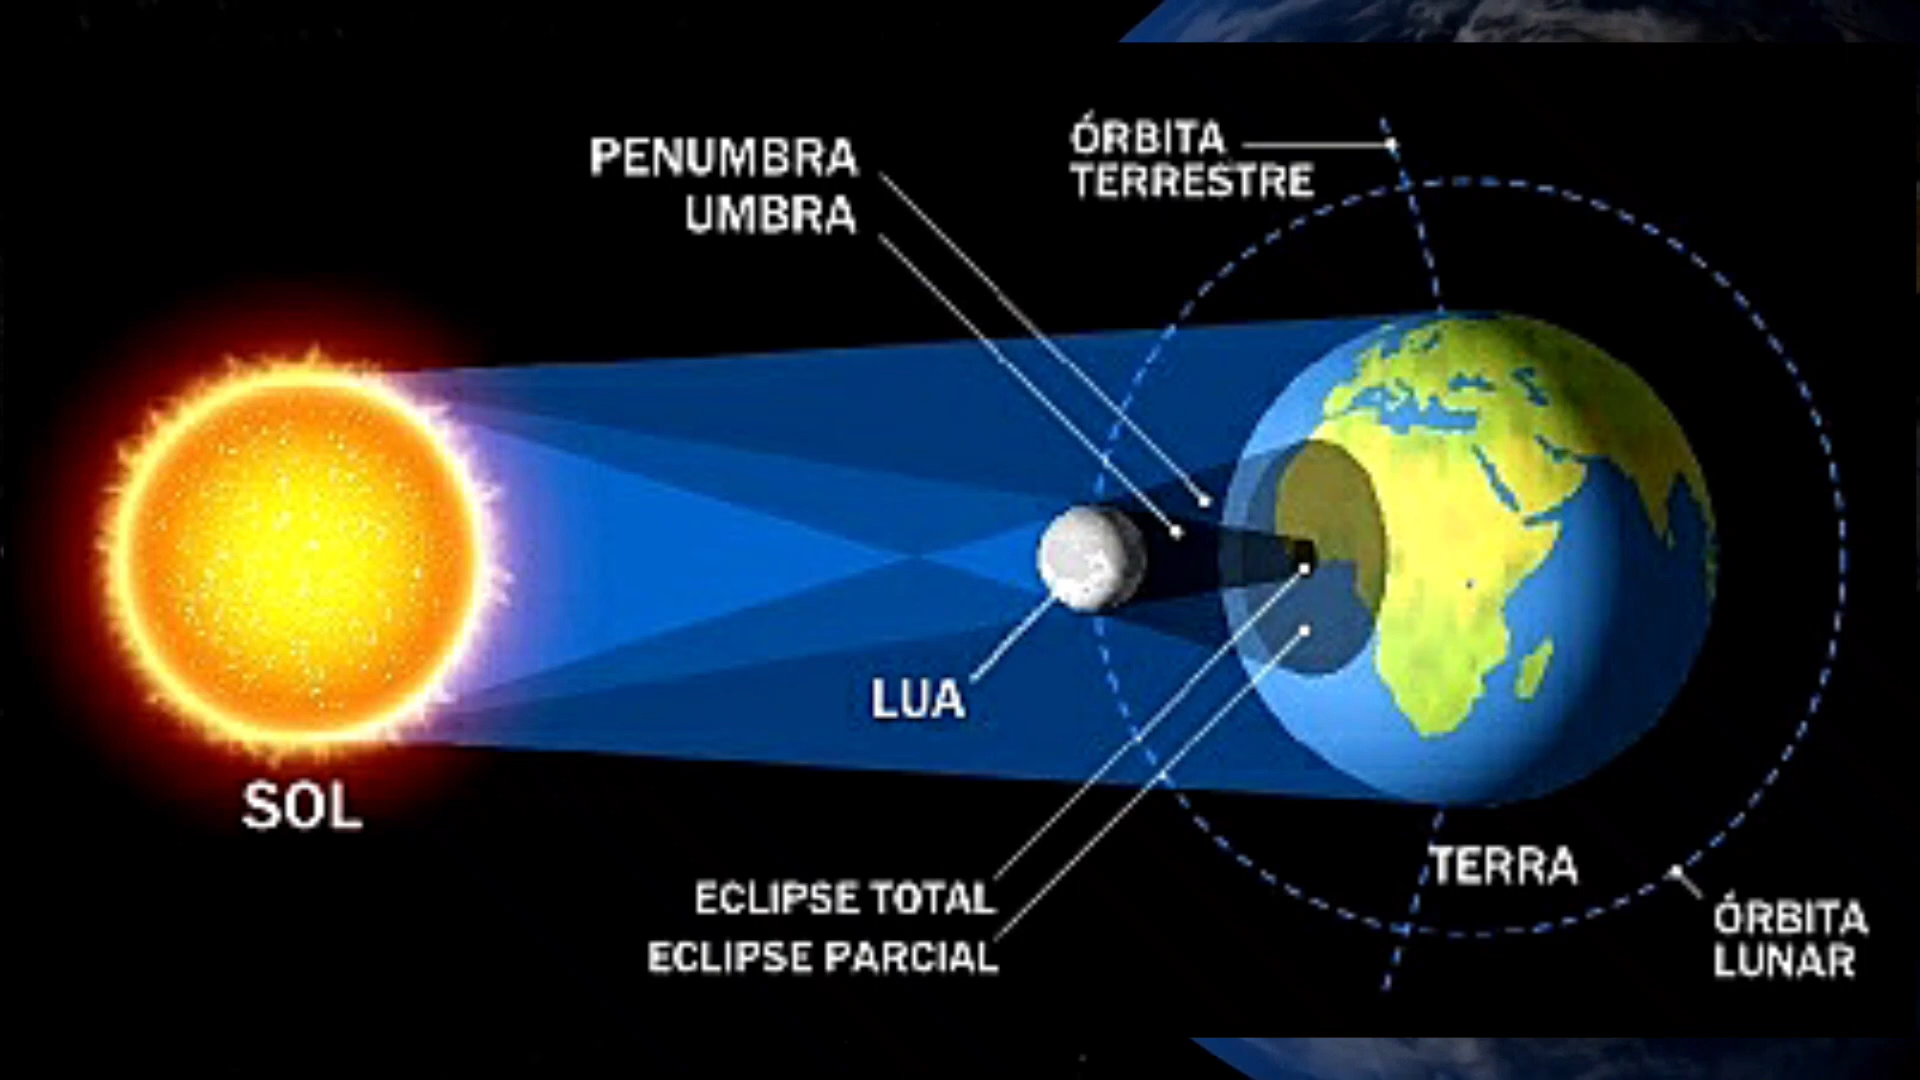 PENUMBRA
UMBRA
ÓRBITA
TERRESTRE
LUA
SOL
ECLIPSE TOTAL
ECLIPSE PARCIAL
TERRA
ÓRBITA
LUNAR